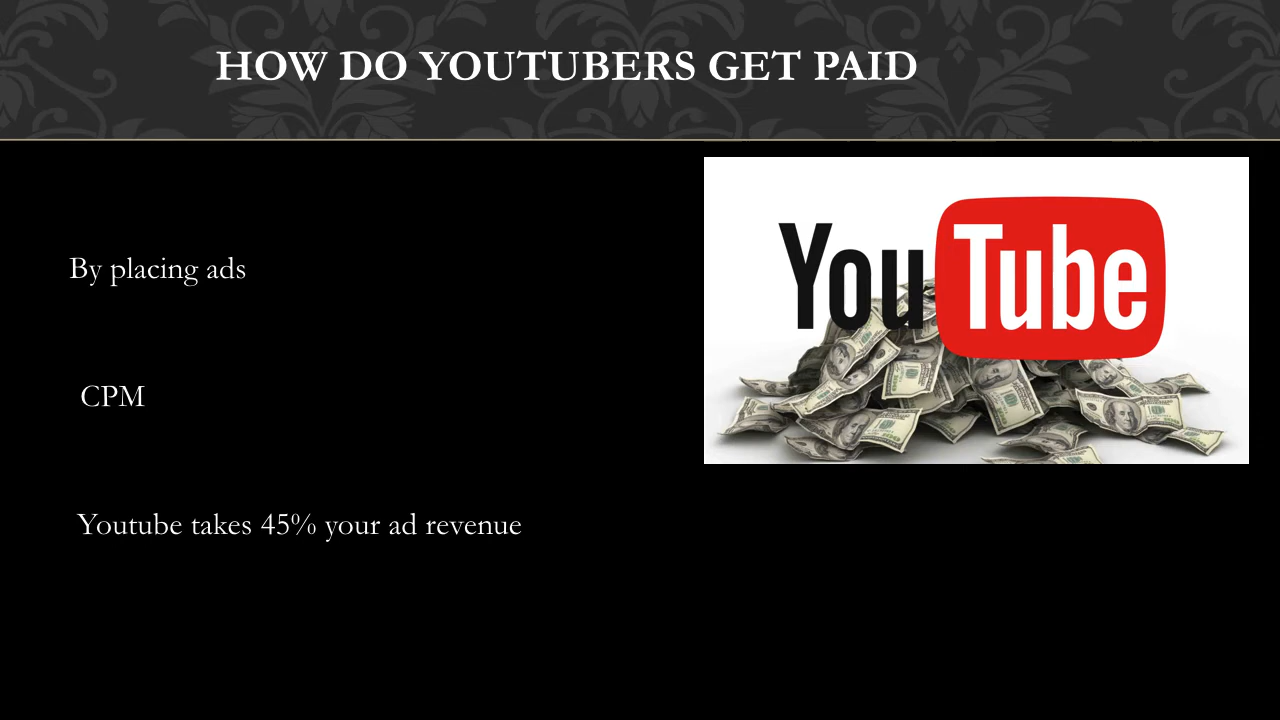 HOW DO YOUTUBERS GET PAID
By placing ads
CPM
Youtube takes 45% your ad revenue
YouTube